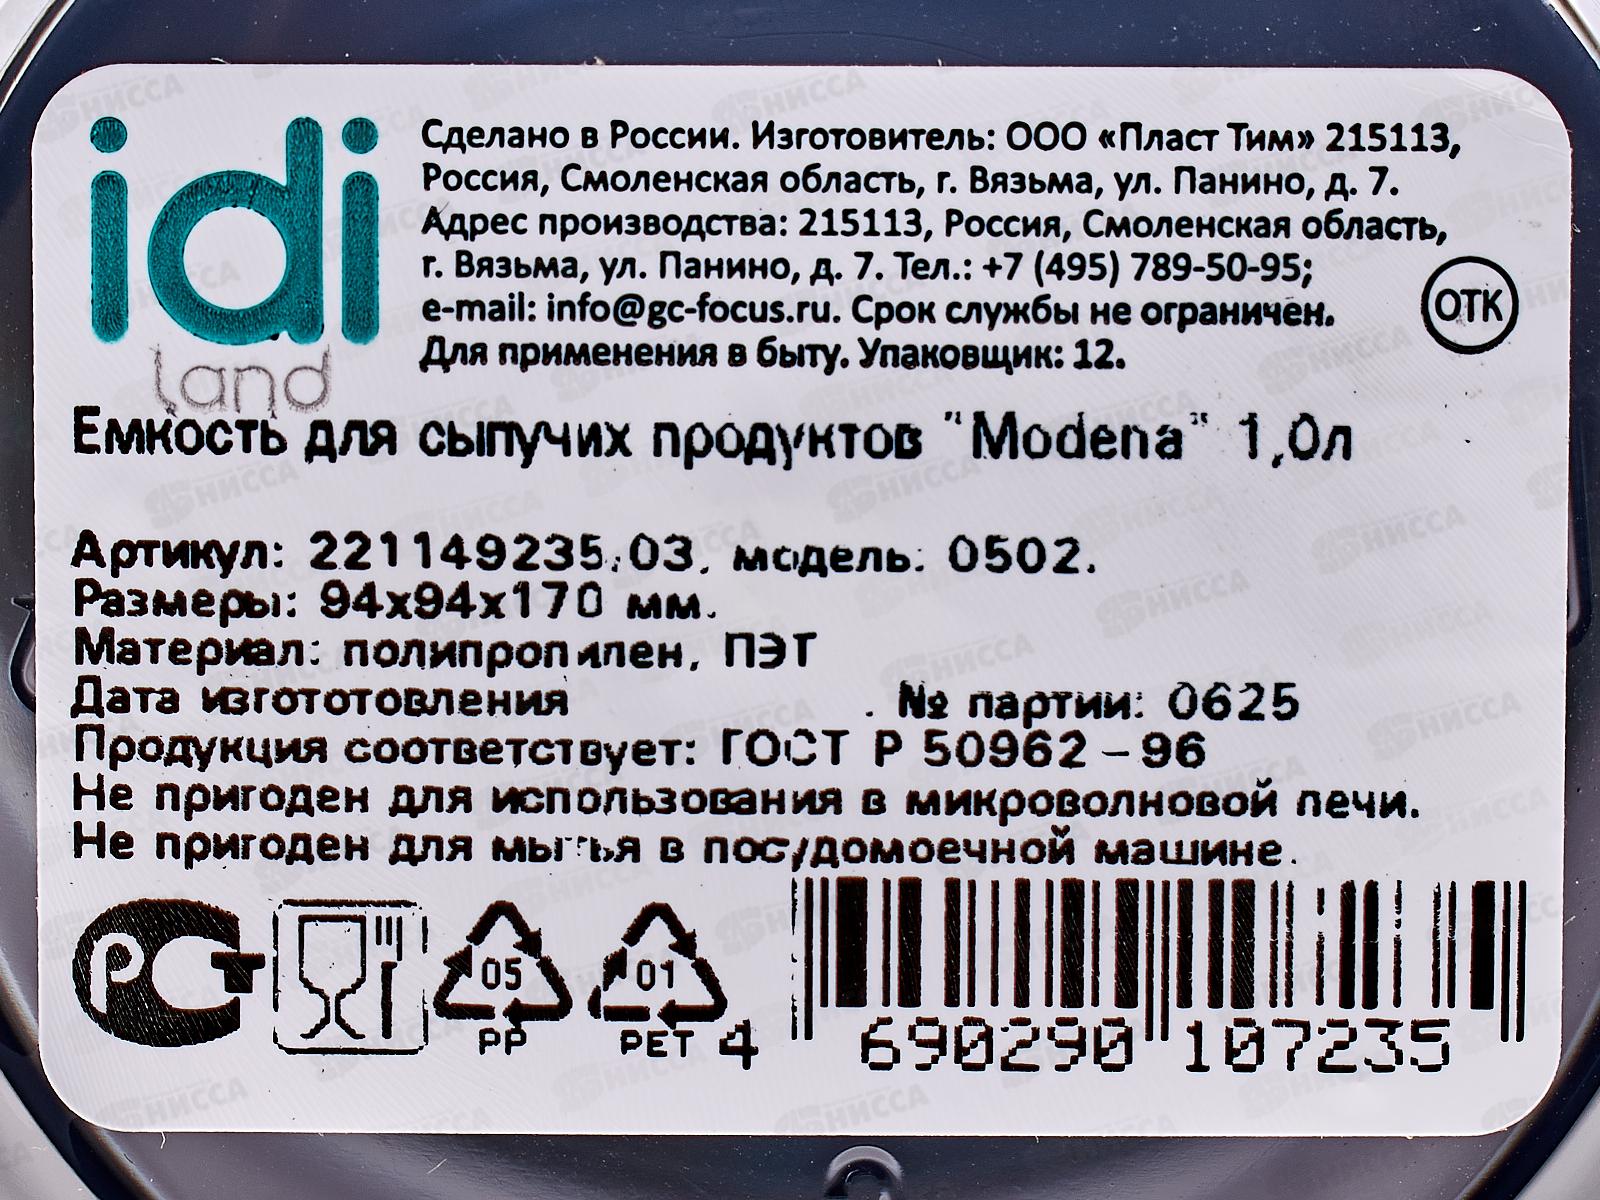 idi
land
Сделано в России. Изготовитель: ООО «Пласт Тим» 215113,
Россия, Смоленская область, г. Вязьма, ул. Панино, д. 7.
Адрес производства: 215113, Россия, Смоленская область,
г. Вязьма, ул. Панино, д. 7. Тел.: +7 (495) 789-50-95;
e-mail: info@gc-focus.ru. Срок службы не ограничен.
Для применения в быту. Упаковщик: 12.
ОТК
Емкость для сыпучих продуктов "Modena" 1,0л
Артикул: 221149235.03, модель: 0502.
Размеры: 94х94х170 мм.
Материал: полипропилен, ПЭТ
Дата изгототовления . № партии: 0625
Продукция соответствует: ГОСТ Р 50962-96
Не пригоден для использования в микроволновой печи.
Не пригоден для мытья в посудомоечной машине.
РСТ
05
PP
01
PET
4 690290 107235
НИССА